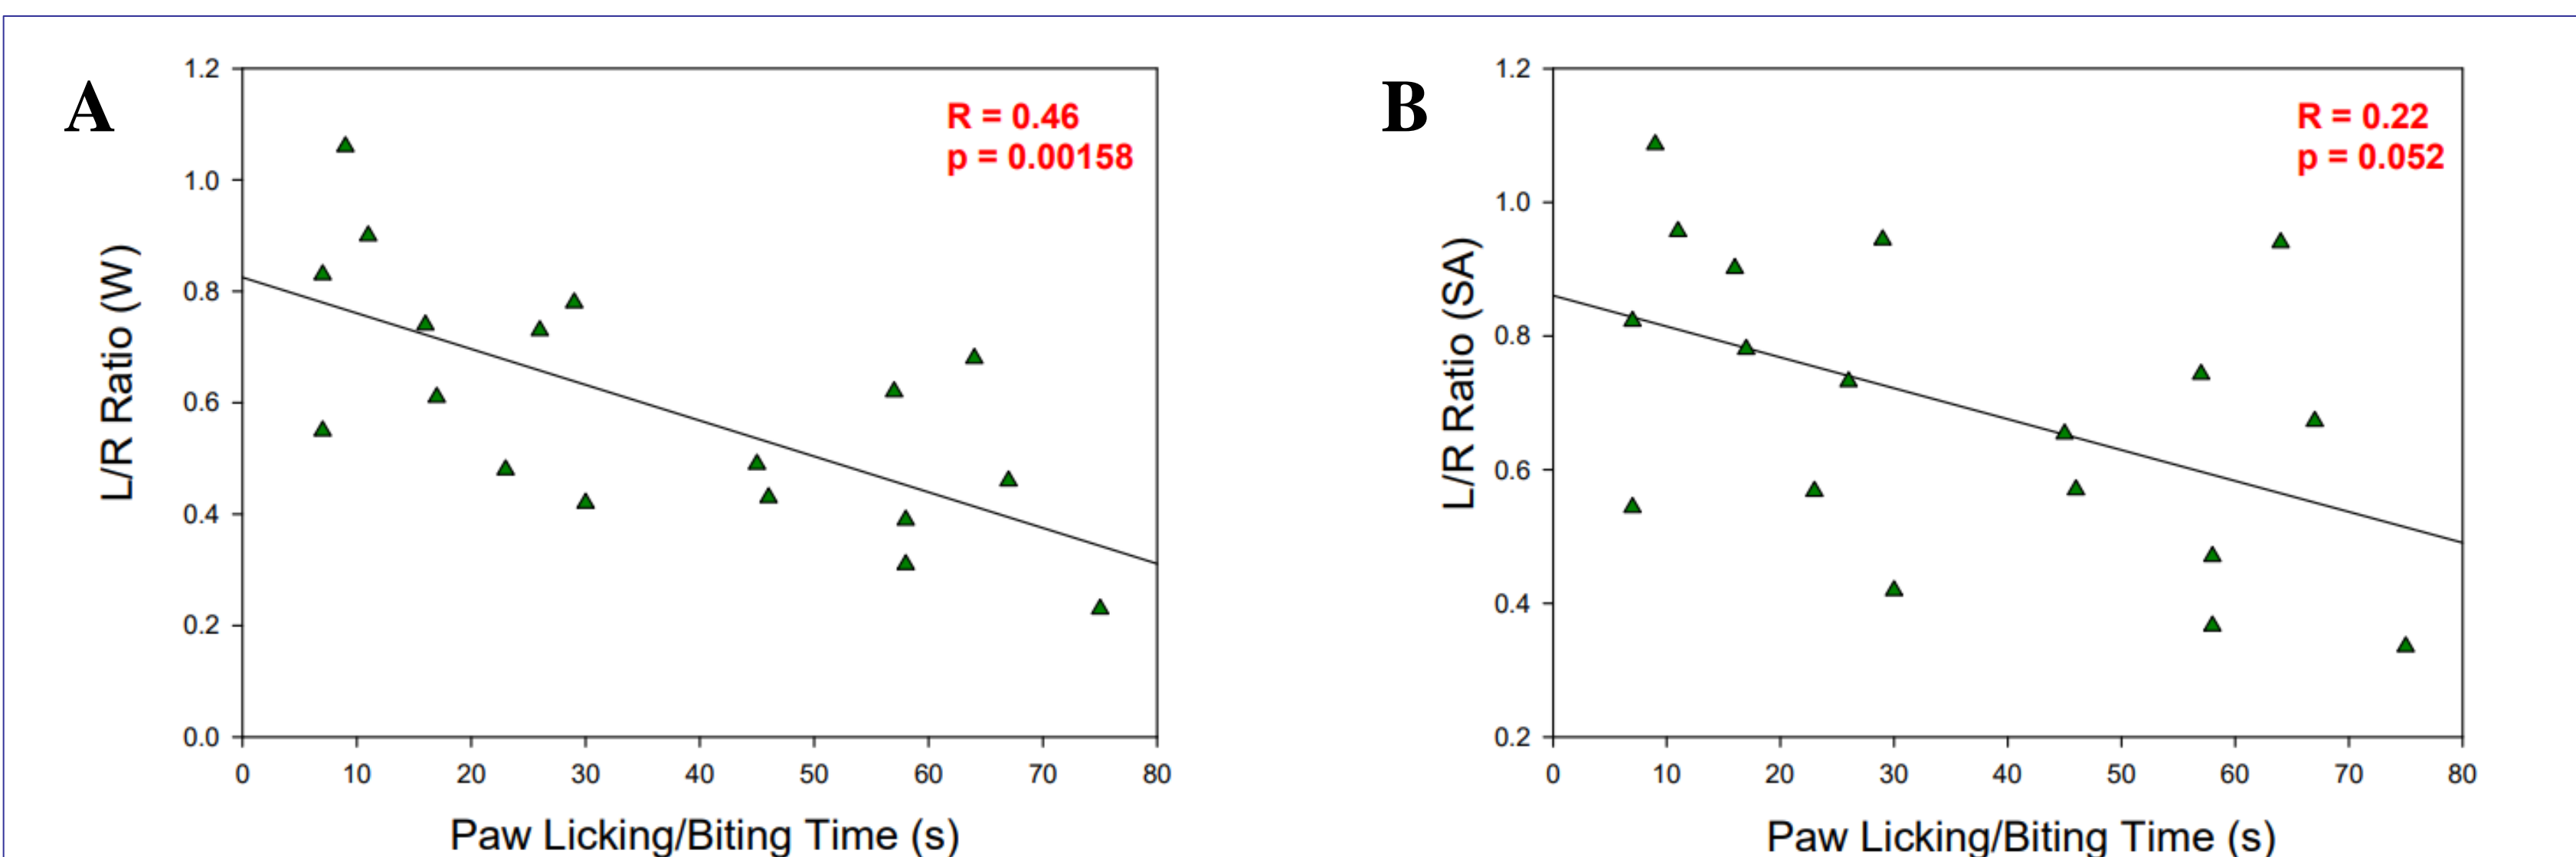 A
R = 0.46
p = 0.00158
L/R Ratio (W)
1.2
1.0
0.8
0.6
0.4
0.2
0.0
0 10 20 30 40 50 60 70 80
Paw Licking/Biting Time (s)
B
R = 0.22
p = 0.052
L/R Ratio (SA)
1.2
1.0
0.8
0.6
0.4
0.2
0 10 20 30 40 50 60 70 80
Paw Licking/Biting Time (s)